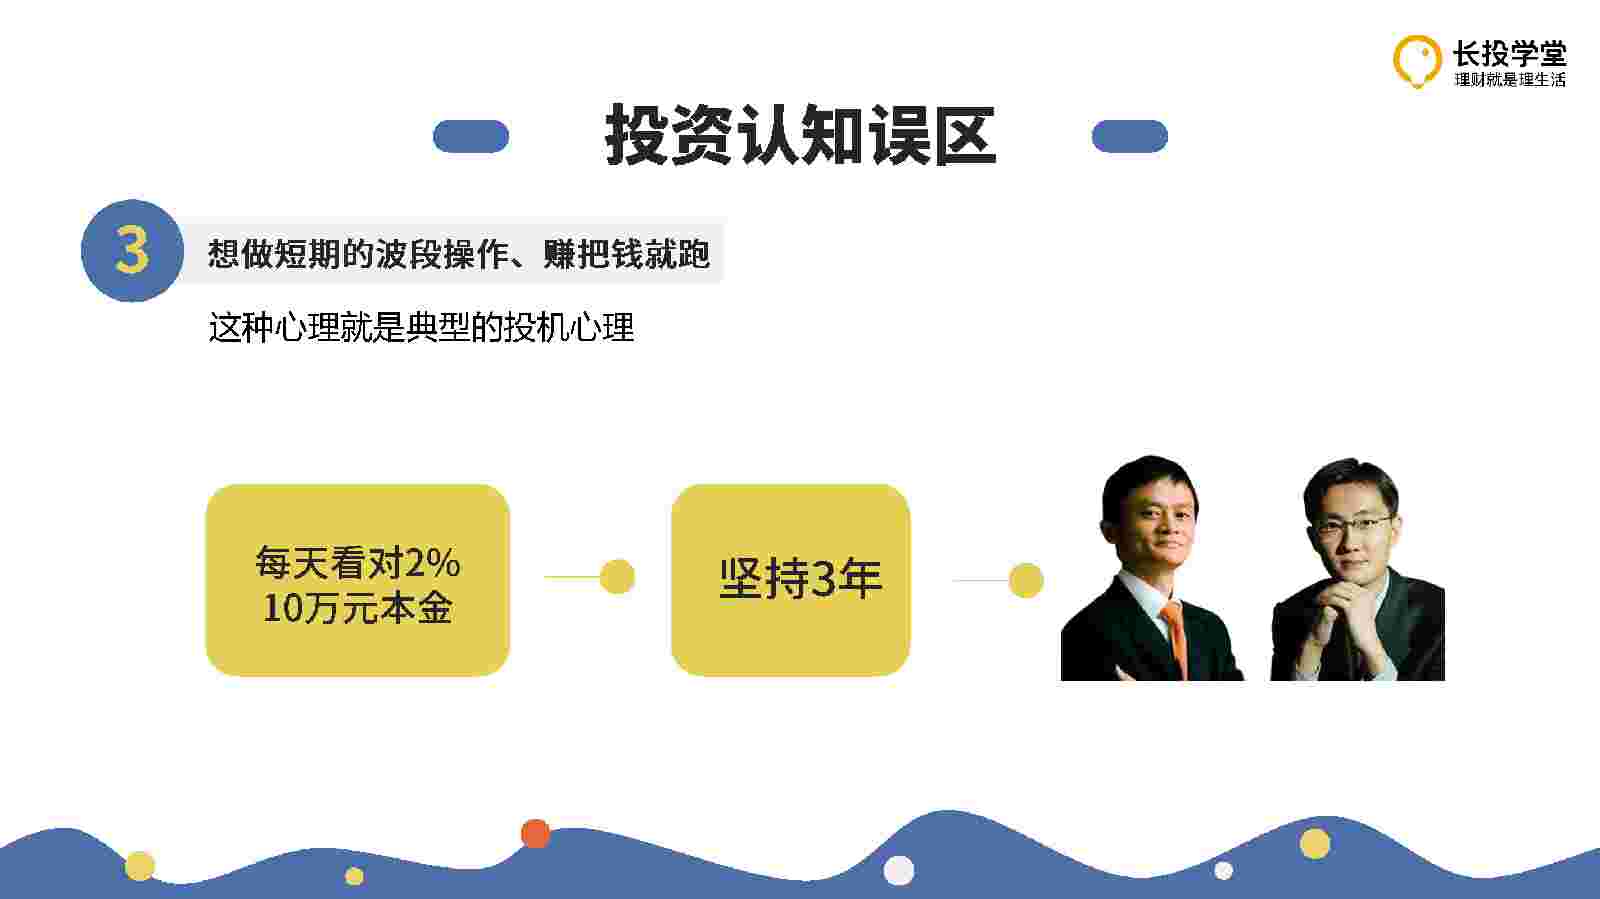 长投学堂
理财就是理生活
投资认知误区
3
想做短期的波段操作、赚把钱就跑
这种心理就是典型的投机心理
每天看对2%
10万元本金
坚持3年